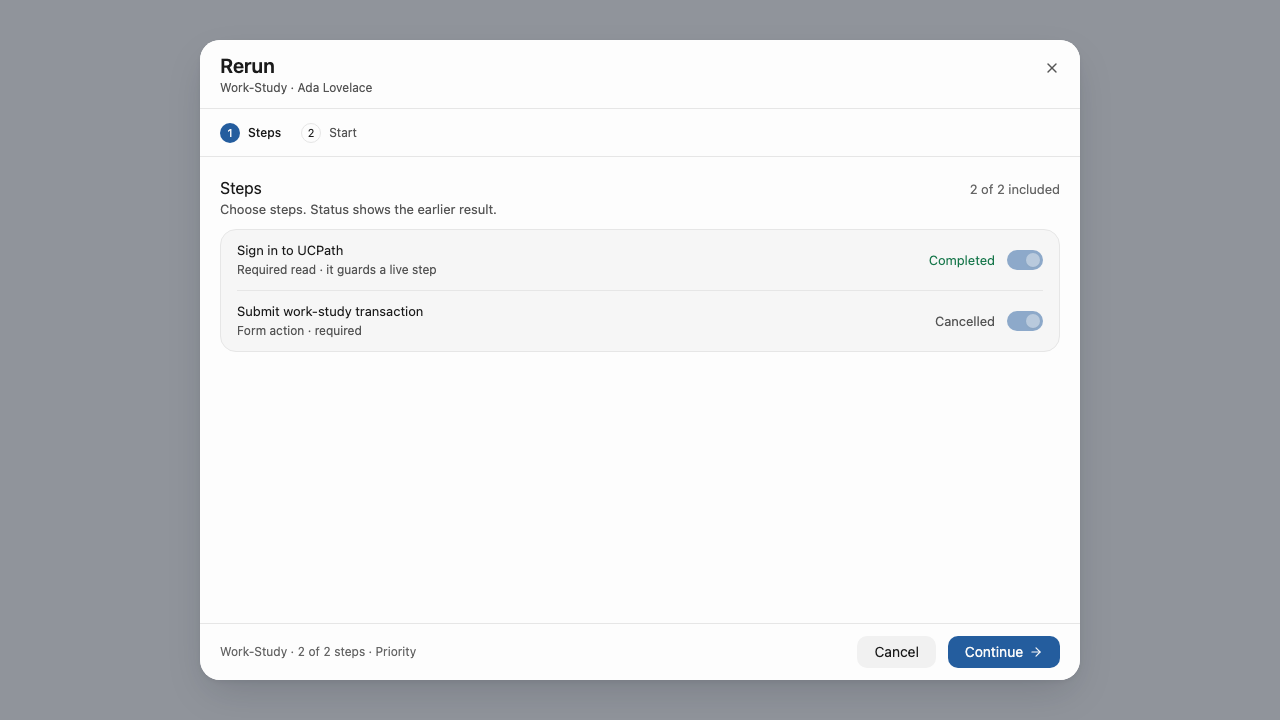 Rerun
Work-Study · Ada Lovelace
1 Steps 2 Start
Steps
2 of 2 included
Choose steps. Status shows the earlier result.
Sign in to UCPath
Required read · it guards a live step
Completed
Submit work-study transaction
Form action · required
Cancelled
Work-Study · 2 of 2 steps · Priority
Cancel
Continue →